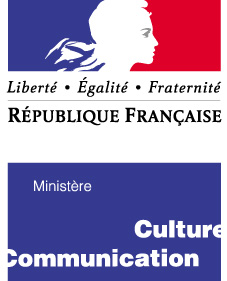 Liberté • Égalité • Fraternité
RÉPUBLIQUE FRANÇAISE
Ministère
Culture
Communication